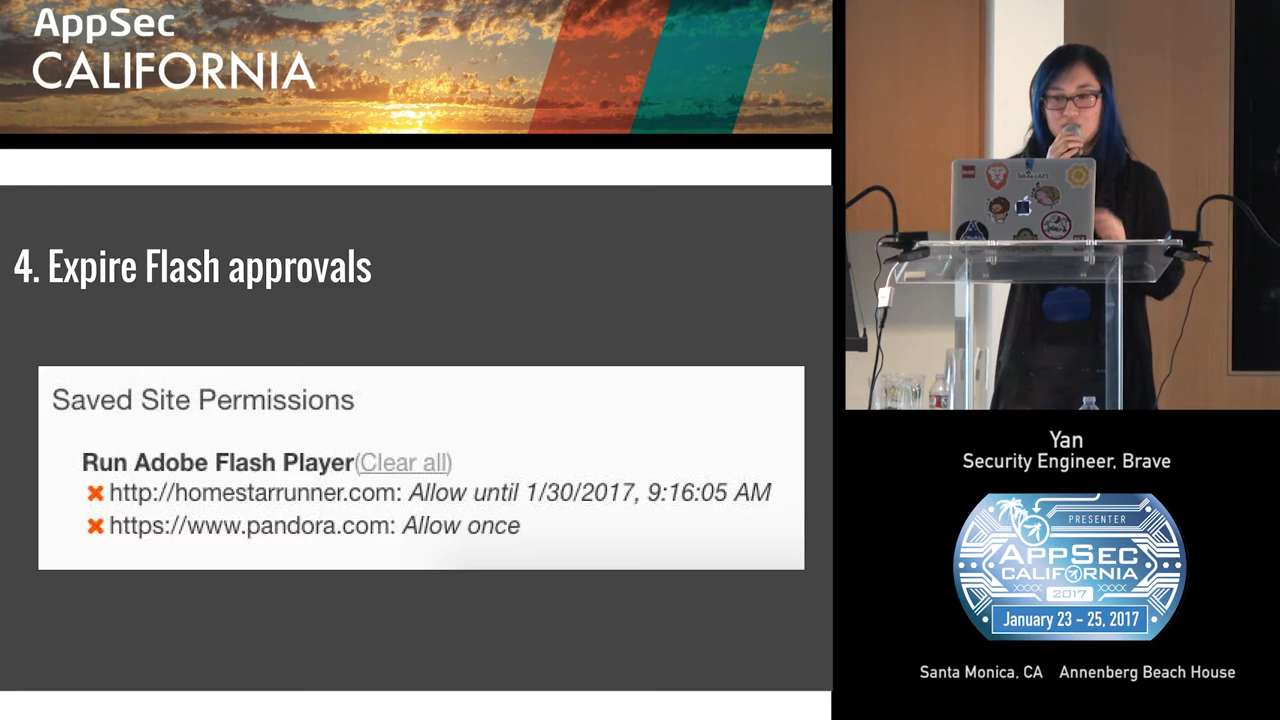 AppSec
CALIFORNIA
4. Expire Flash approvals
Saved Site Permissions
Run Adobe Flash Player(Clear all)
http://homestarrunner.com: Allow until 1/30/2017, 9:16:05 AM
https://www.pandora.com: Allow once
Yan
Security Engineer, Brave
PRESENTER
APPSEC
CALIFORNIA
2017
January 23 – 25, 2017
Santa Monica, CA Annenberg Beach House